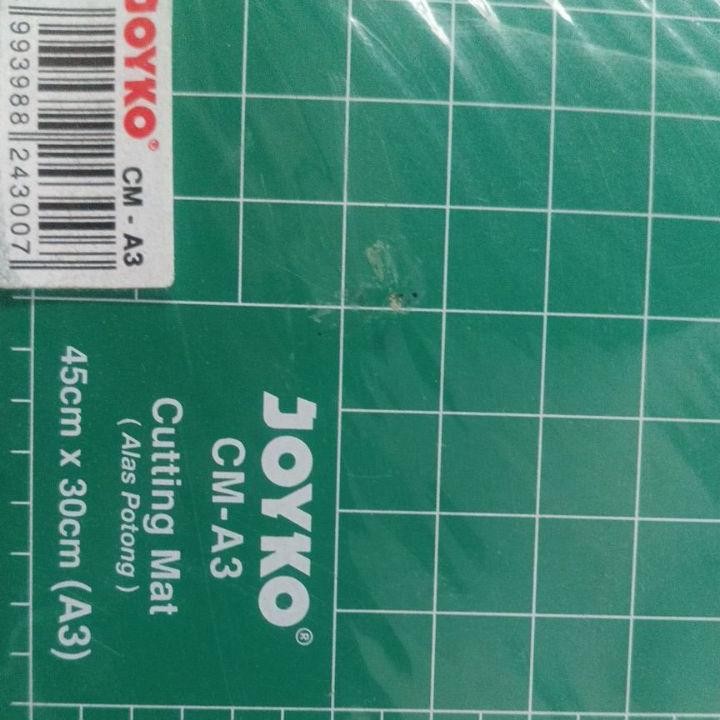 JOYKO®
CM - A3
993988 243007
JOYKO®
CM-A3
Cutting Mat
( Alas Potong )
45cm x 30cm (A3)